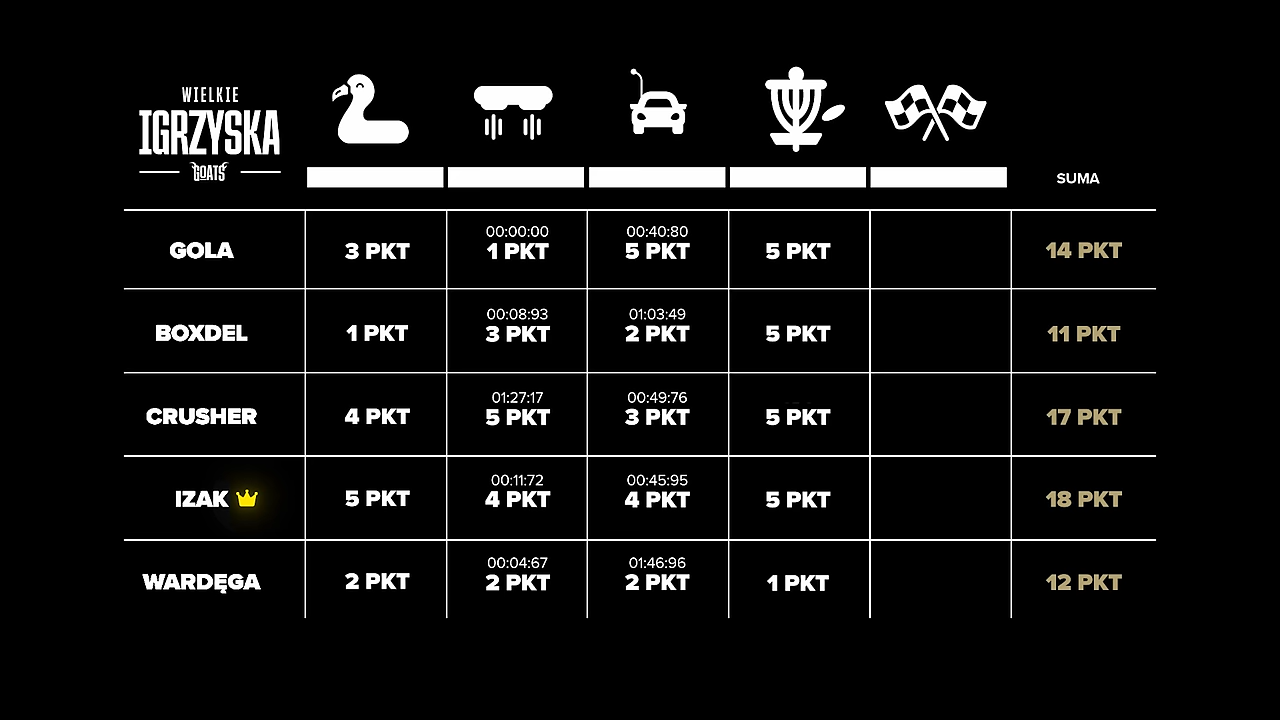 WIELKIE
IGRZYSKA
GOATS
SUMA
00:00:00 00:40:80
GOLA 3 PKT 1 PKT 5 PKT 5 PKT 14 PKT
00:08:93 01:03:49
BOXDEL 1 PKT 3 PKT 2 PKT 5 PKT 11 PKT
01:27:17 00:49:76
CRUSHER 4 PKT 5 PKT 3 PKT 5 PKT 17 PKT
00:11:72 00:45:95
IZAK 5 PKT 4 PKT 4 PKT 5 PKT 18 PKT
00:04:67 01:46:96
WARDĘGA 2 PKT 2 PKT 2 PKT 1 PKT 12 PKT